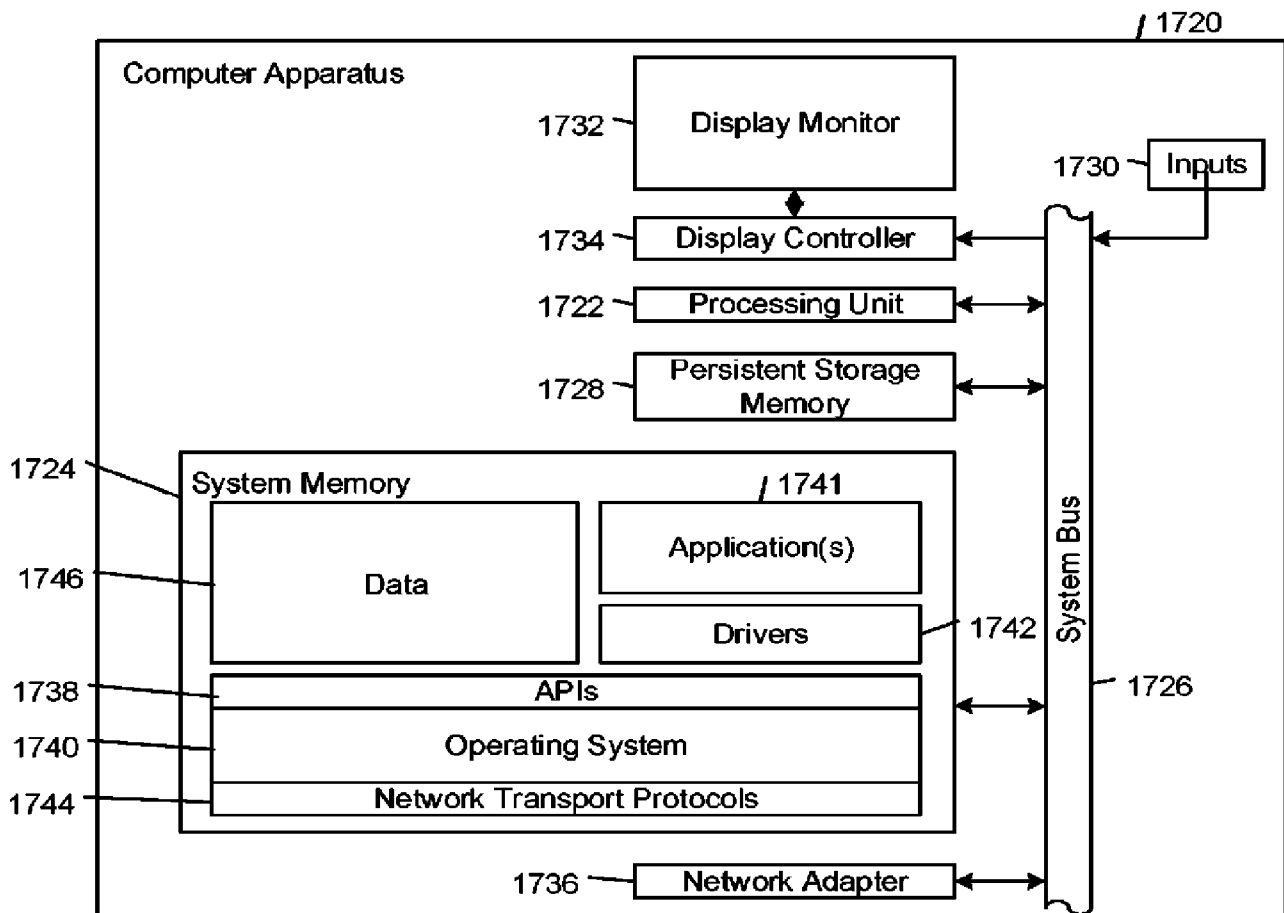 1720
Computer Apparatus
1732
Display Monitor
1730
Inputs
1734
Display Controller
1722
Processing Unit
1728
Persistent Storage
Memory
1724
System Memory
1741
Application(s)
1746
Data
Drivers
1742
System Bus
1738
APIs
1726
1740
Operating System
1744
Network Transport Protocols
1736
Network Adapter